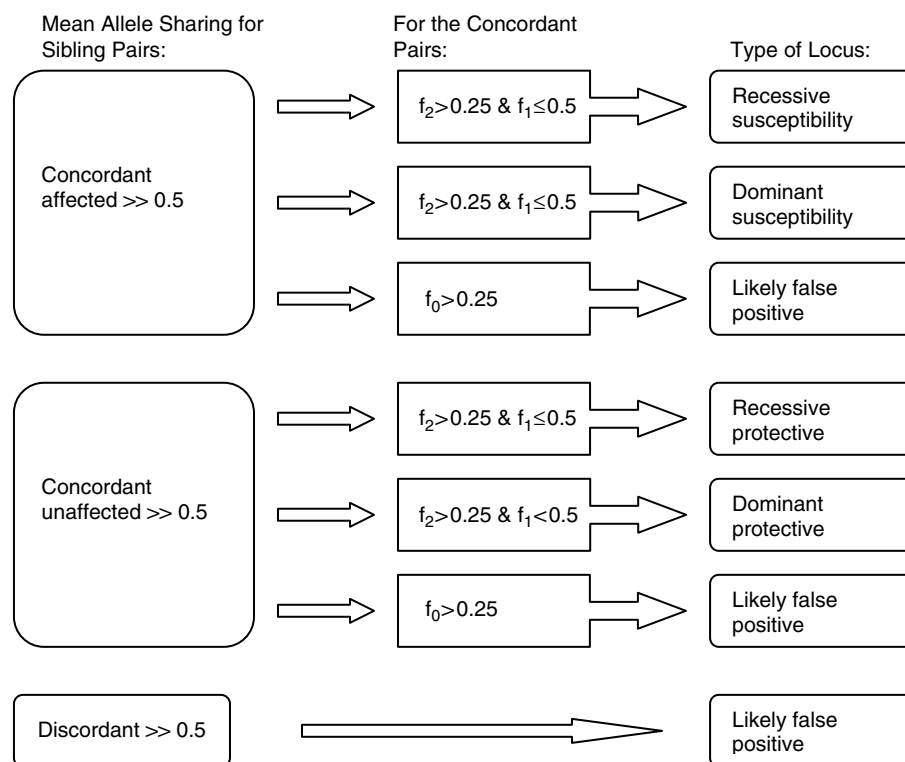 Mean Allele Sharing for
Sibling Pairs:
For the Concordant
Pairs:
Type of Locus:
Concordant
affected >> 0.5
f₂>0.25 & f₁≤0.5
Recessive
susceptibility
f₂>0.25 & f₁≤0.5
Dominant
susceptibility
f₀>0.25
Likely false
positive
Concordant
unaffected >> 0.5
f₂>0.25 & f₁≤0.5
Recessive
protective
f₂>0.25 & f₁<0.5
Dominant
protective
f₀>0.25
Likely false
positive
Discordant >> 0.5
Likely false
positive